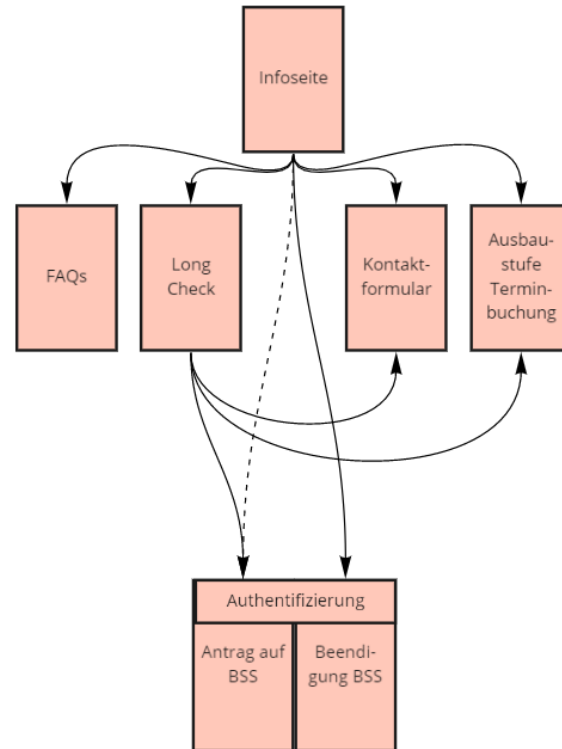 Infoseite
FAQs
Long
Check
Kontakt-
formular
Ausbau-
stufe
Termin-
buchung
Authentifizierung
Antrag auf
BSS
Beendi-
gung BSS